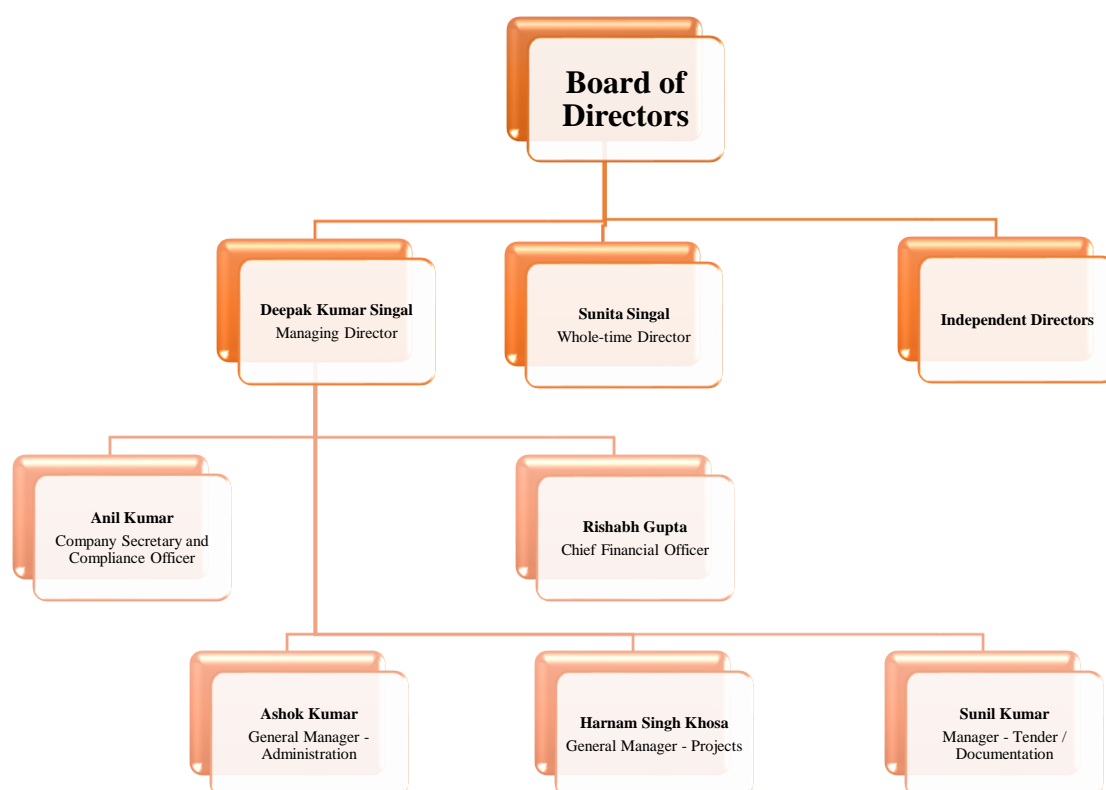 Board of
Directors
Deepak Kumar Singal
Managing Director
Sunita Singal
Whole-time Director
Independent Directors
Anil Kumar
Company Secretary and
Compliance Officer
Rishabh Gupta
Chief Financial Officer
Ashok Kumar
General Manager -
Administration
Harnam Singh Khosa
General Manager - Projects
Sunil Kumar
Manager - Tender /
Documentation